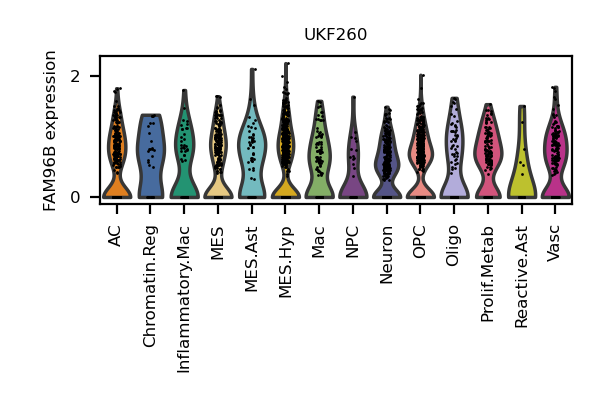 UKF260
FAM96B expression
2
0
AC
Chromatin.Reg
Inflammatory.Mac
MES
MES.Ast
MES.Hyp
Mac
NPC
Neuron
OPC
Oligo
Prolif.Metab
Reactive.Ast
Vasc